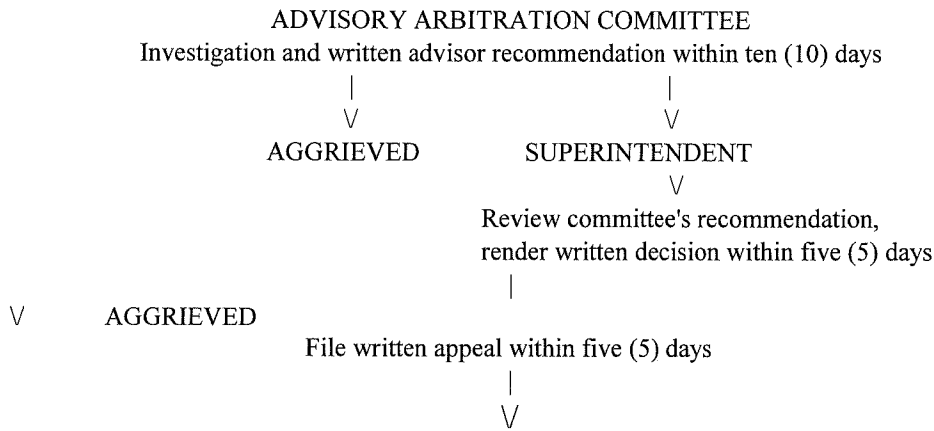 ADVISORY ARBITRATION COMMITTEE
Investigation and written advisor recommendation within ten (10) days
| |
\/ \/
AGGRIEVED SUPERINTENDENT
\/
Review committee's recommendation,
render written decision within five (5) days
|
\/ AGGRIEVED
File written appeal within five (5) days
|
\/